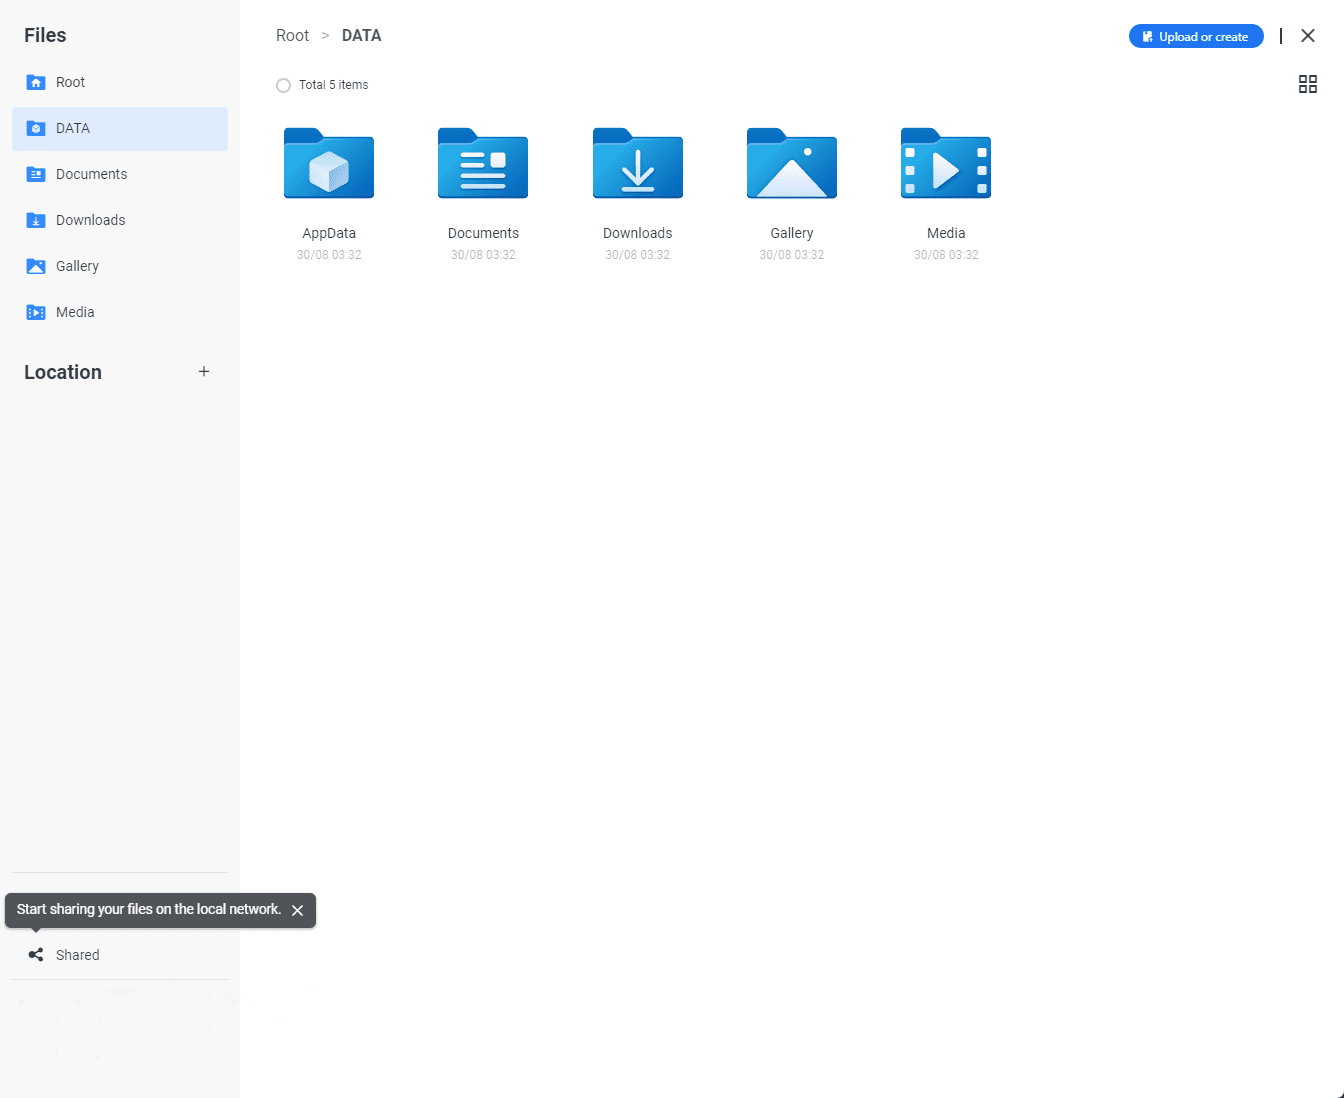 Files
Root
DATA
Documents
Downloads
Gallery
Media
Location +
Start sharing your files on the local network.
Shared
Root > DATA
Upload or create
Total 5 items
AppData
30/08 03:32
Documents
30/08 03:32
Downloads
30/08 03:32
Gallery
30/08 03:32
Media
30/08 03:32